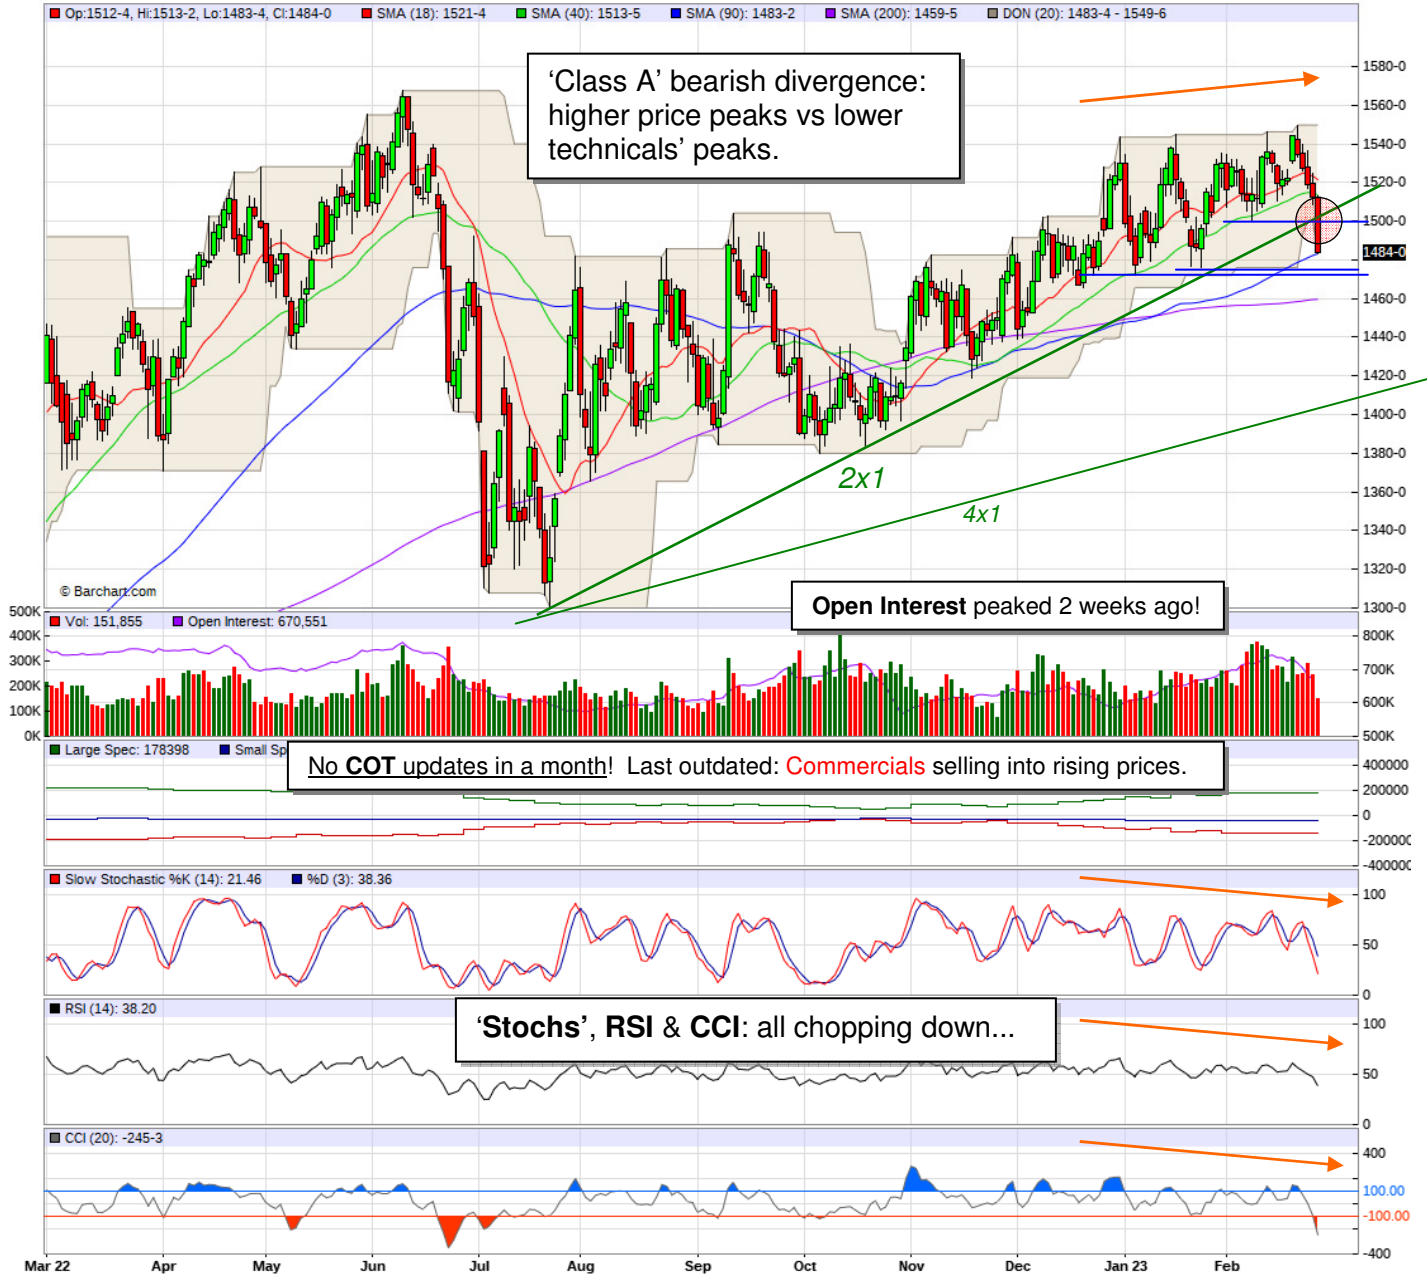 Op:1512-4, Hi:1513-2, Lo:1483-4, Cl:1484-0 SMA (18): 1521-4 SMA (40): 1513-5 SMA (90): 1483-2 SMA (200): 1459-5 DON (20): 1483-4 - 1549-6
‘Class A’ bearish divergence:
higher price peaks vs lower
technicals’ peaks.
1580-0
1560-0
1540-0
1520-0
1500-0
1484-0
1460-0
1440-0
1420-0
1400-0
1380-0
1360-0
1340-0
1320-0
1300-0
2x1
4x1
© Barchart.com
Open Interest peaked 2 weeks ago!
Vol: 151,855 Open Interest: 670,551
500K
400K
300K
200K
100K
0K
800K
700K
600K
500K
Large Spec: 178398 Small Sp
No COT updates in a month! Last outdated: Commercials selling into rising prices.
400000
200000
0
-200000
-400000
Slow Stochastic %K (14): 21.46 %D (3): 38.36
100
50
0
RSI (14): 38.20
‘Stochs’, RSI & CCI: all chopping down...
100
50
0
CCI (20): -245-3
400
100.00
-100.00
-400
Mar 22 Apr May Jun Jul Aug Sep Oct Nov Dec Jan 23 Feb